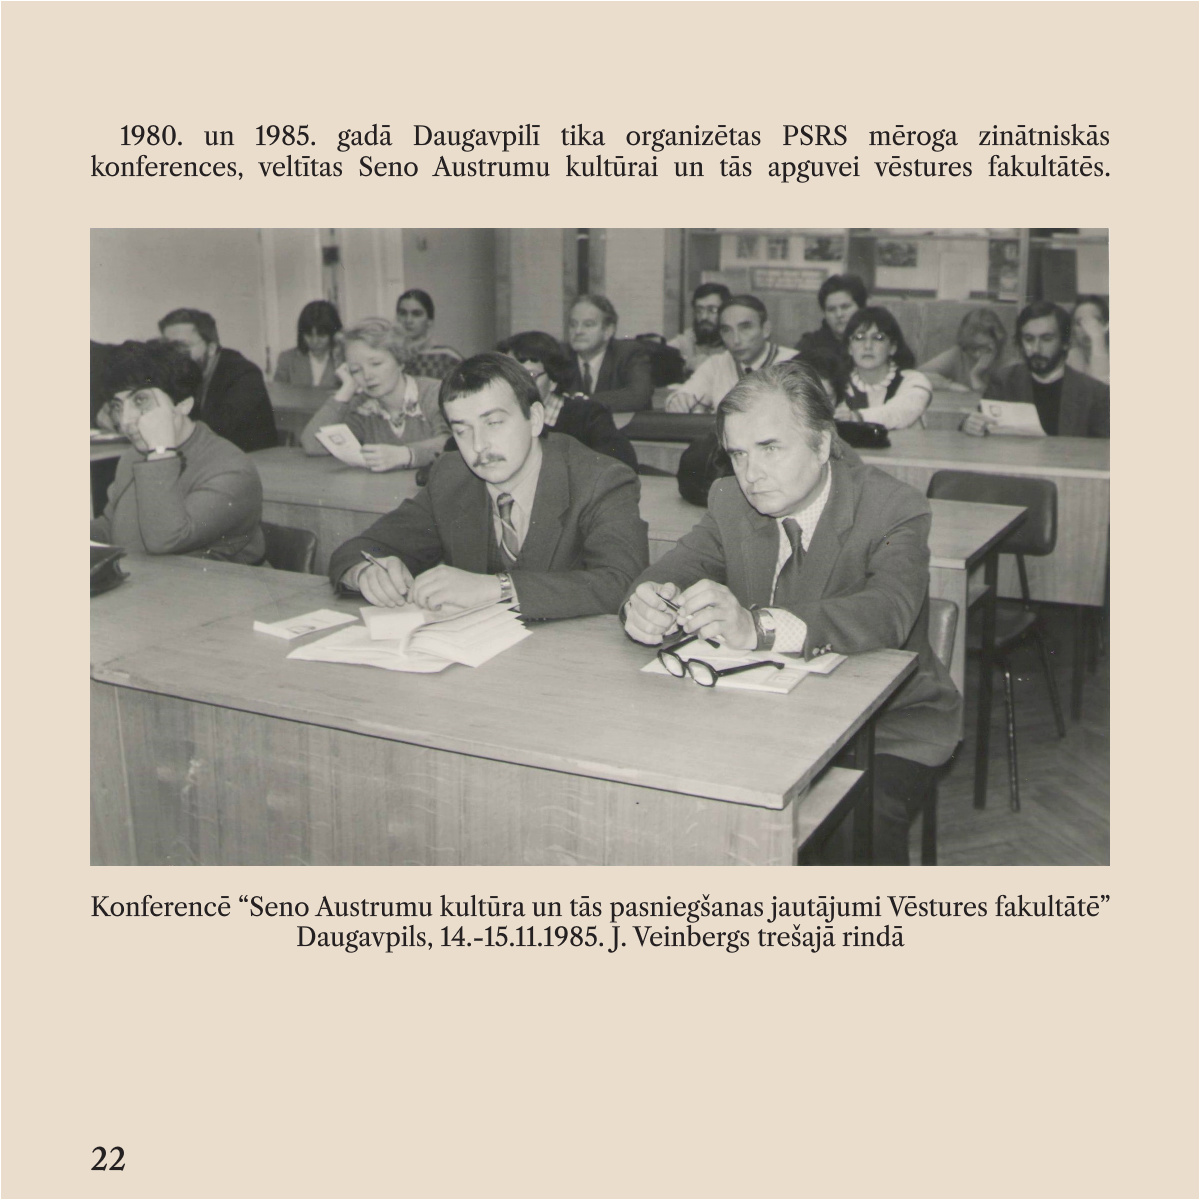 1980. un 1985. gadā Daugavpilī tika organizētas PSRS mēroga zinātniskās
konferences, veltītas Seno Austrumu kultūrai un tās apguvei vēstures fakultātēs.
Konferencē “Seno Austrumu kultūra un tās pasniegšanas jautājumi Vēstures fakultātē”
Daugavpils, 14.-15.11.1985. J. Veinbergs trešajā rindā
22